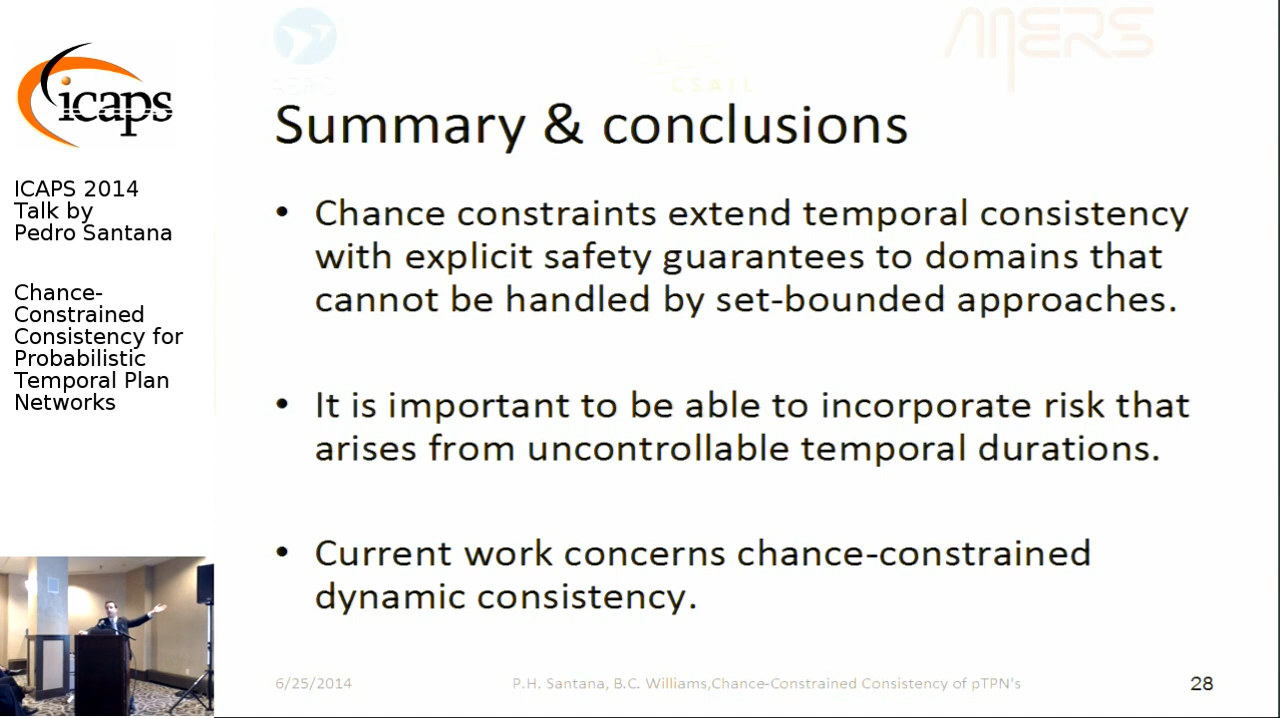 icaps
ICAPS 2014
Talk by
Pedro Santana
Chance-
Constrained
Consistency for
Probabilistic
Temporal Plan
Networks
AERO
CSAIL
MERS
Summary & conclusions
• Chance constraints extend temporal consistency
with explicit safety guarantees to domains that
cannot be handled by set-bounded approaches.
• It is important to be able to incorporate risk that
arises from uncontrollable temporal durations.
• Current work concerns chance-constrained
dynamic consistency.
6/25/2014
P.H. Santana, B.C. Williams,Chance-Constrained Consistency of pTPN's
28